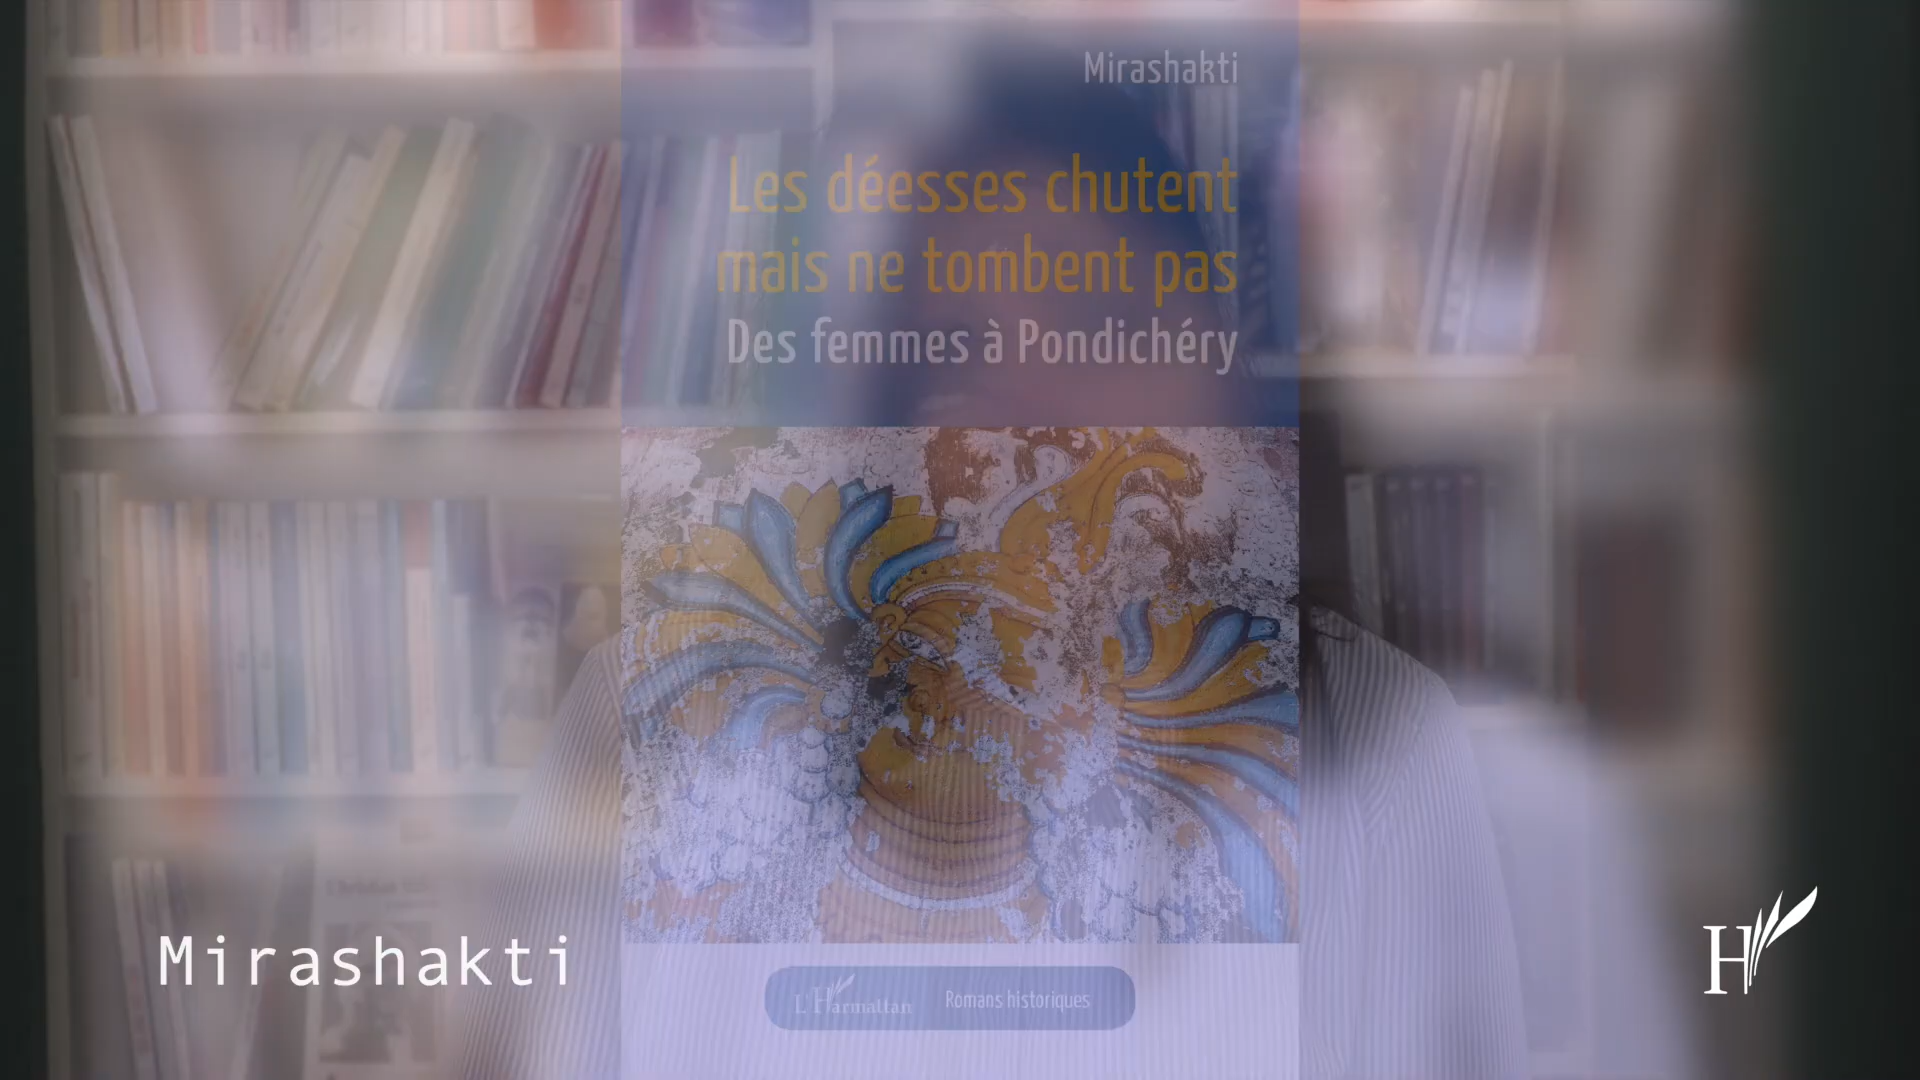 Mirashakti
Les déesses chutent
mais ne tombent pas
Des femmes à Pondichéry
L'Harmattan
Romans historiques
Mirashakti
H